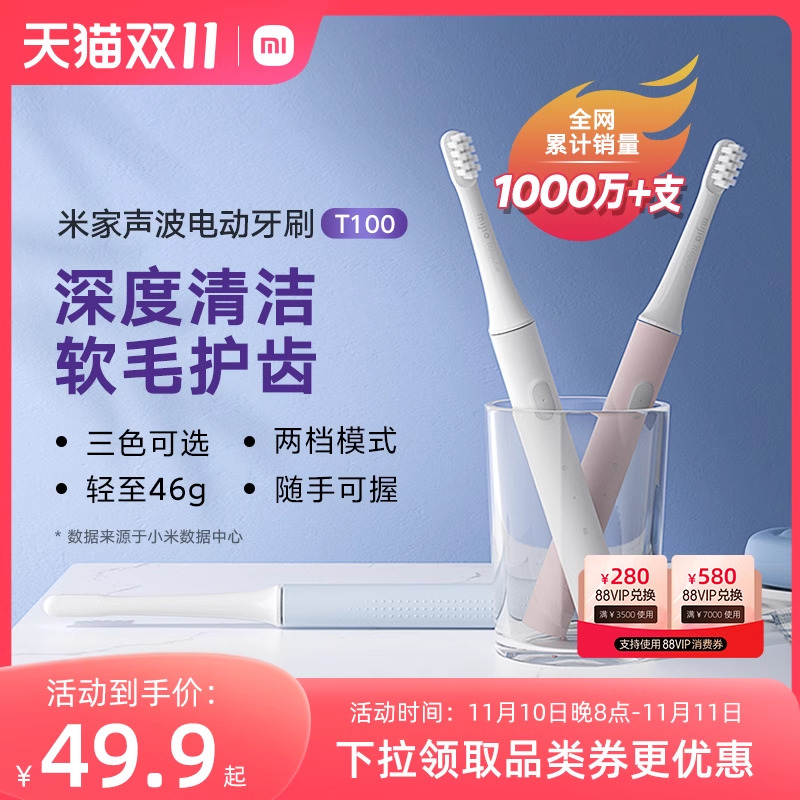 天猫双11
mi
全网
累计销量
1000万+支
米家声波电动牙刷 T100
深度清洁
软毛护齿
• 三色可选 • 两档模式
• 轻至46g • 随手可握
* 数据来源于小米数据中心
mijia
¥280
88VIP兑换
满¥3500使用
¥580
88VIP兑换
满¥7000使用
支持使用88VIP消费券
活动到手价:
¥49.9起
活动时间:11月10日晚8点-11月11日
下拉领取品类券更优惠